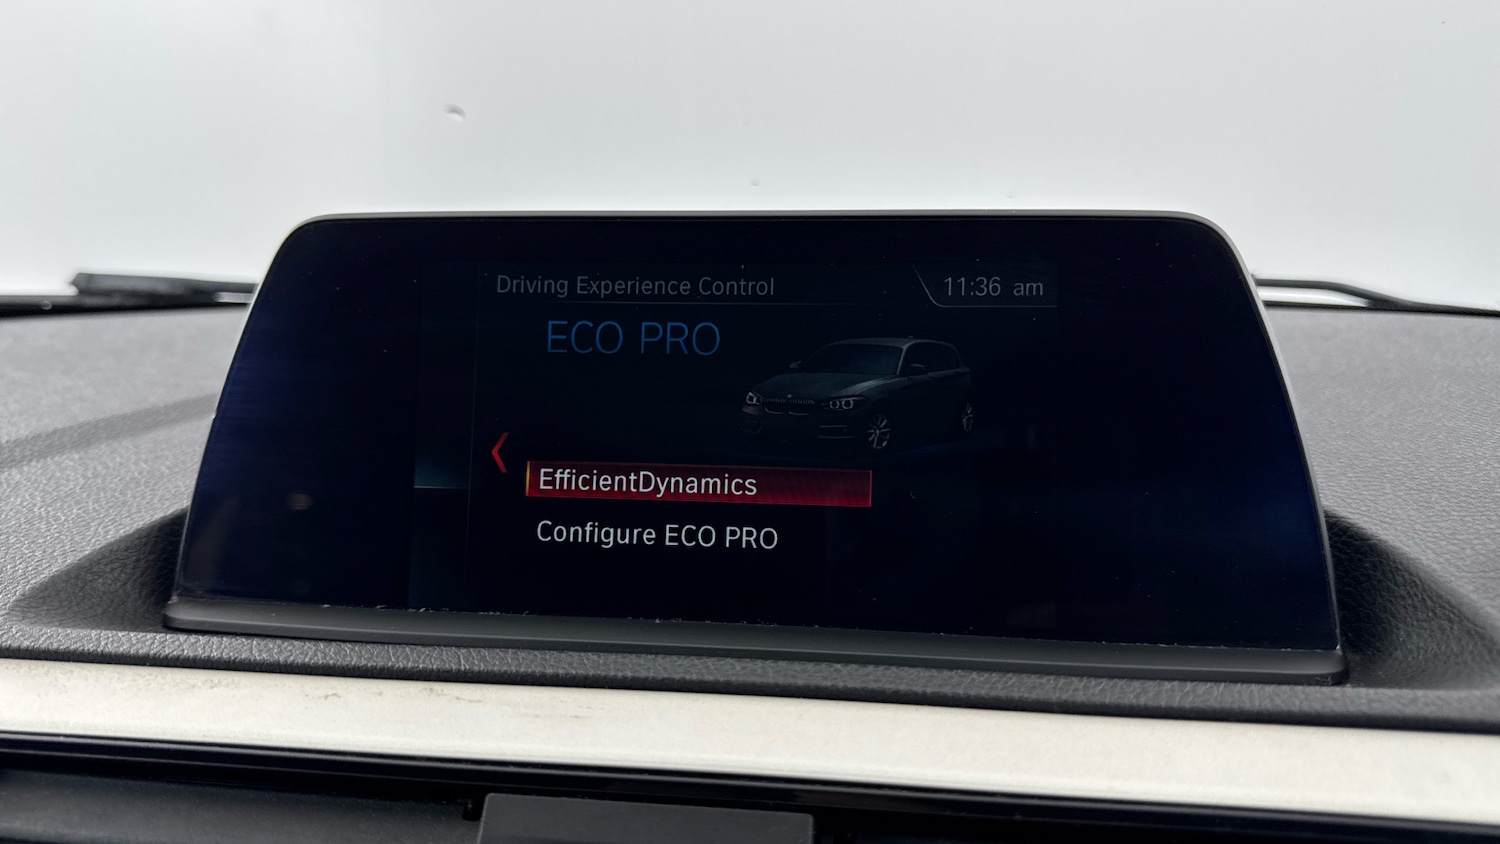 Driving Experience Control
11:36 am
ECO PRO
EfficientDynamics
Configure ECO PRO